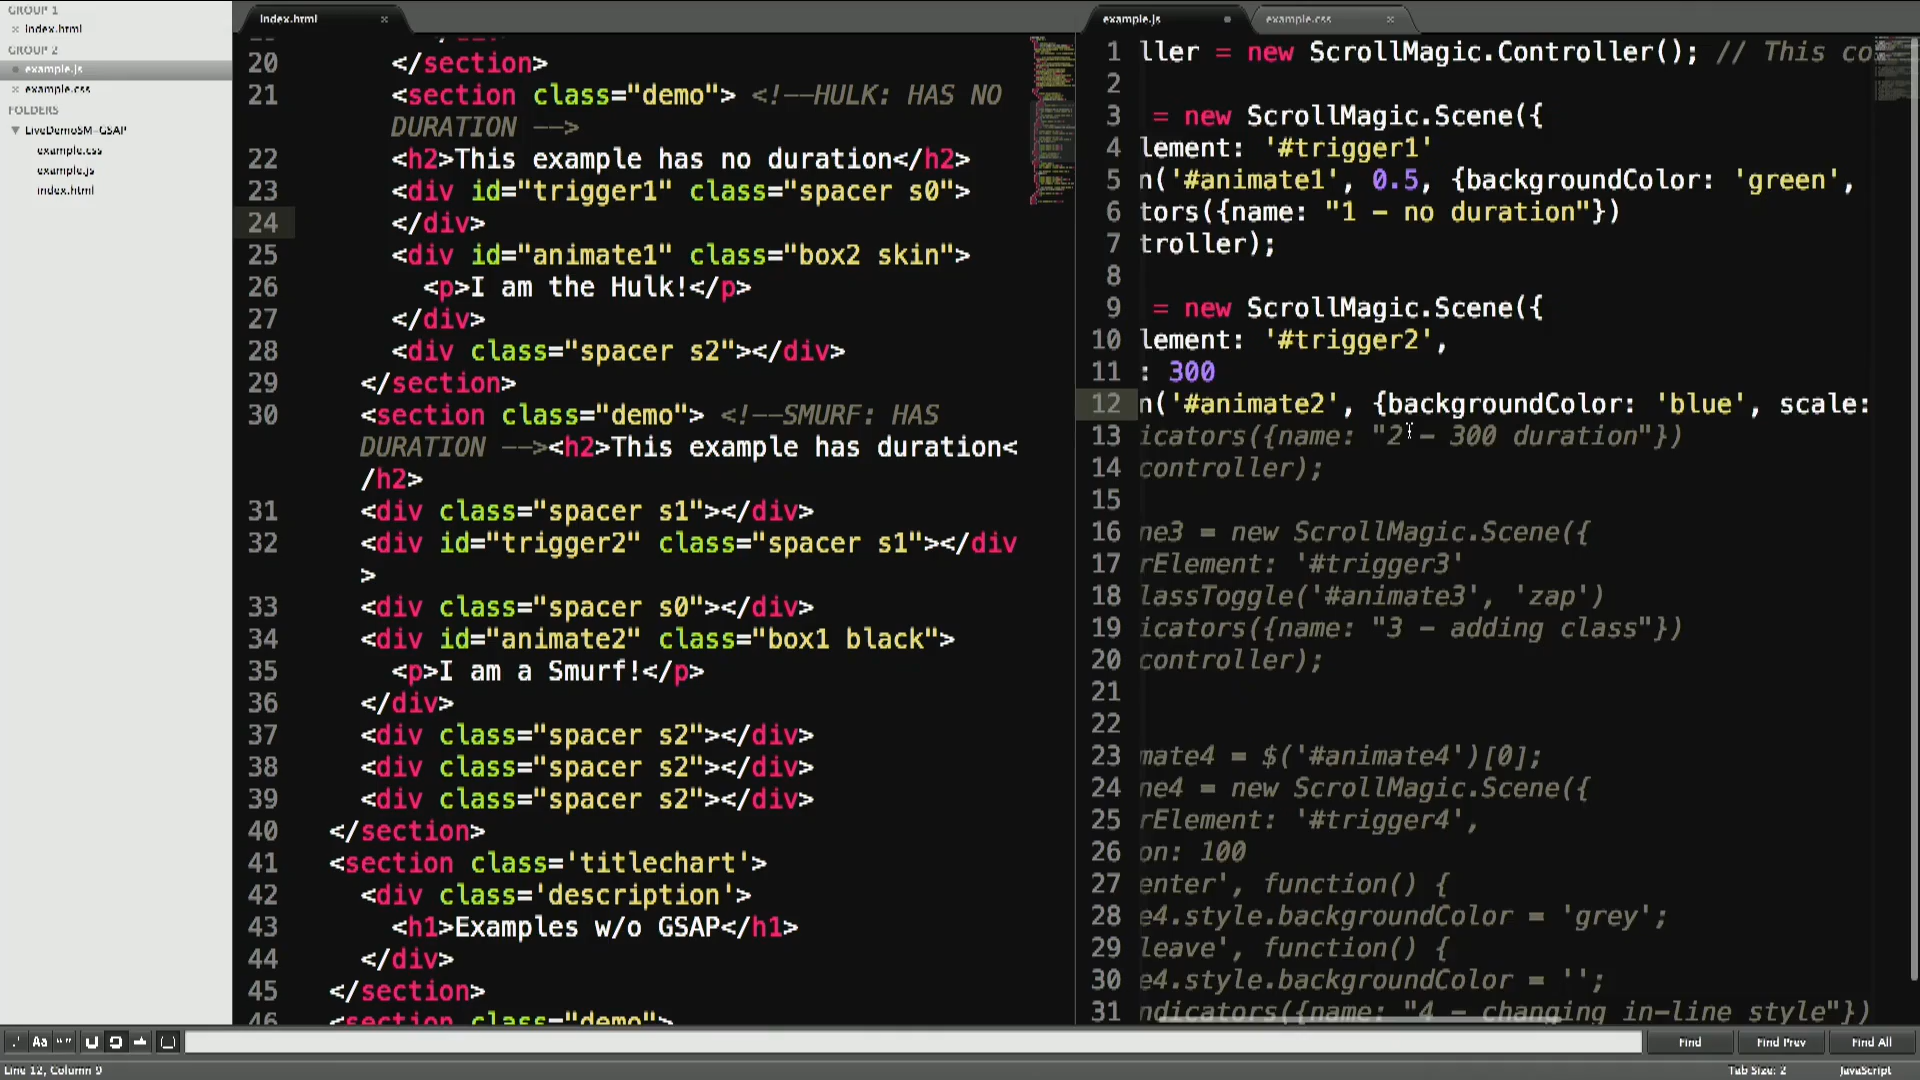 GROUP 1
index.html
GROUP 2
example.js
example.css
FOLDERS
LiveDemoSM-GSAP
example.css
example.js
index.html
index.html
20 </section>
21 <section class="demo"> <!--HULK: HAS NO
DURATION -->
22 <h2>This example has no duration</h2>
23 <div id="trigger1" class="spacer s0">
24 </div>
25 <div id="animate1" class="box2 skin">
26 <p>I am the Hulk!</p>
27 </div>
28 <div class="spacer s2"></div>
29 </section>
30 <section class="demo"> <!--SMURF: HAS
DURATION --><h2>This example has duration<
/h2>
31 <div class="spacer s1"></div>
32 <div id="trigger2" class="spacer s1"></div
>
33 <div class="spacer s0"></div>
34 <div id="animate2" class="box1 black">
35 <p>I am a Smurf!</p>
36 </div>
37 <div class="spacer s2"></div>
38 <div class="spacer s2"></div>
39 <div class="spacer s2"></div>
40 </section>
41 <section class='titlechart'>
42 <div class='description'>
43 <h1>Examples w/o GSAP</h1>
44 </div>
45 </section>
46 <section class="demo">
example.js
example.css
1 ller = new ScrollMagic.Controller(); // This co
2
3 = new ScrollMagic.Scene({
4 lement: '#trigger1'
5 n('#animate1', 0.5, {backgroundColor: 'green',
6 tors({name: "1 - no duration"})
7 troller);
8
9 = new ScrollMagic.Scene({
10 lement: '#trigger2',
11 : 300
12 n('#animate2', {backgroundColor: 'blue', scale:
13 icators({name: "2 - 300 duration"})
14 controller);
15
16 ne3 = new ScrollMagic.Scene({
17 rElement: '#trigger3'
18 lassToggle('#animate3', 'zap')
19 icators({name: "3 - adding class"})
20 controller);
21
22
23 mate4 = $('#animate4')[0];
24 ne4 = new ScrollMagic.Scene({
25 rElement: '#trigger4',
26 on: 100
27 enter', function() {
28 e4.style.backgroundColor = 'grey';
29 leave', function() {
30 e4.style.backgroundColor = '';
31 ndicators({name: "4 - changing in-line style"})
Aa
Find
Find Prev
Find All
Line 12, Column 9
Tab Size: 2
JavaScript